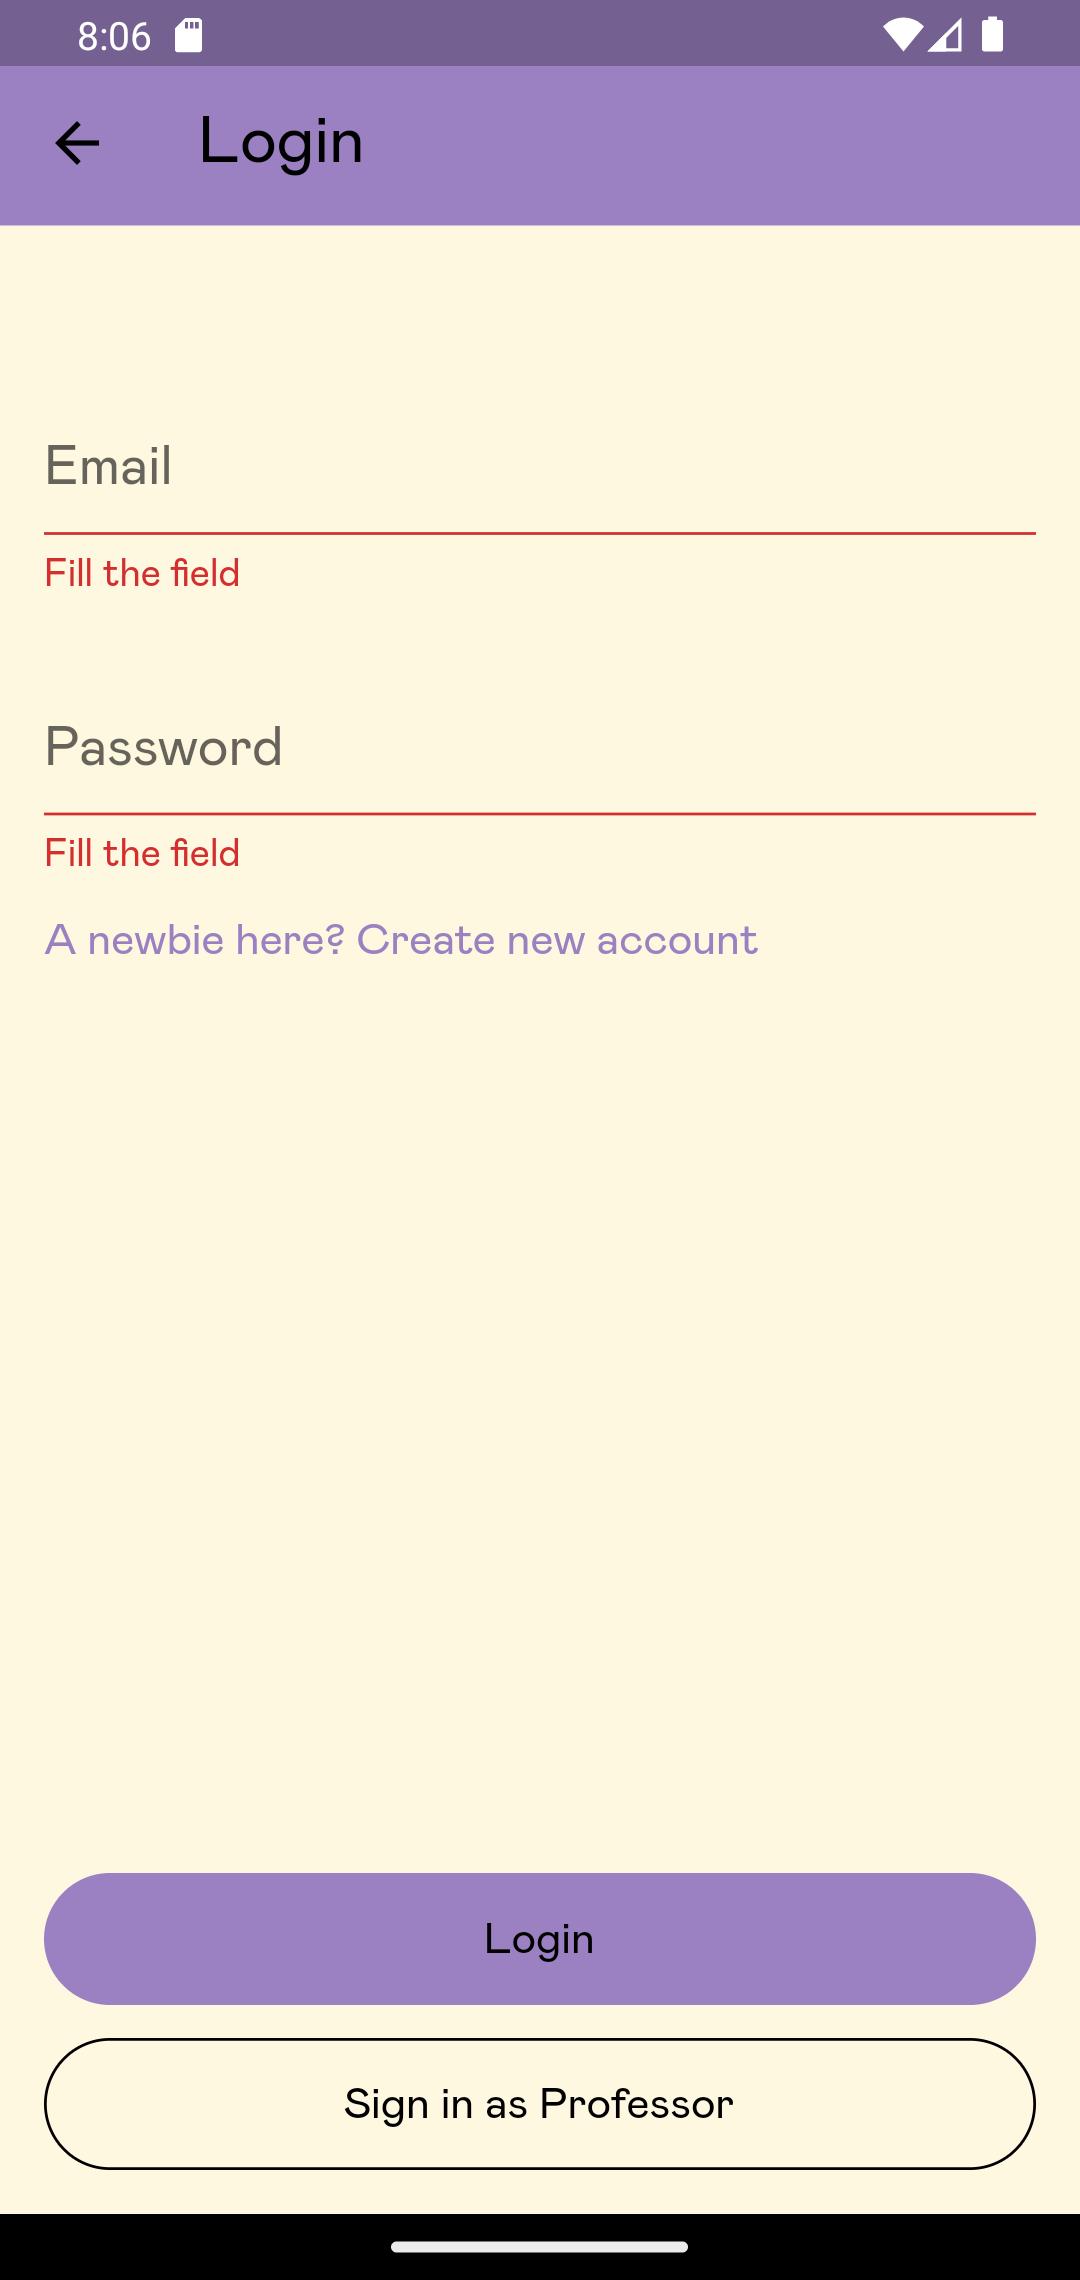 8:06
Login
Email
Fill the field
Password
Fill the field
A newbie here? Create new account
Login
Sign in as Professor